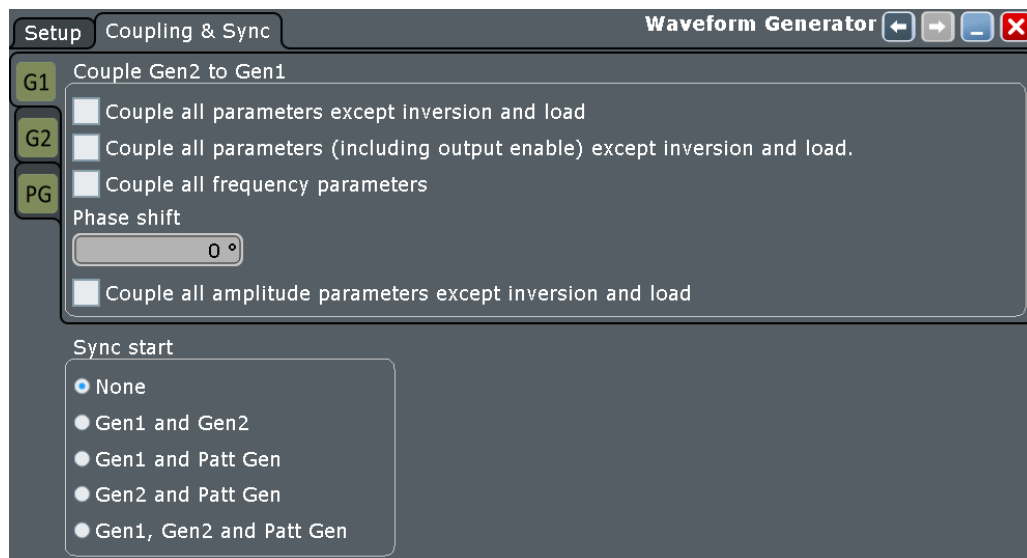 Setup
Coupling & Sync
Waveform Generator
G1
G2
PG
Couple Gen2 to Gen1
Couple all parameters except inversion and load
Couple all parameters (including output enable) except inversion and load.
Couple all frequency parameters
Phase shift
0 °
Couple all amplitude parameters except inversion and load
Sync start
None
Gen1 and Gen2
Gen1 and Patt Gen
Gen2 and Patt Gen
Gen1, Gen2 and Patt Gen